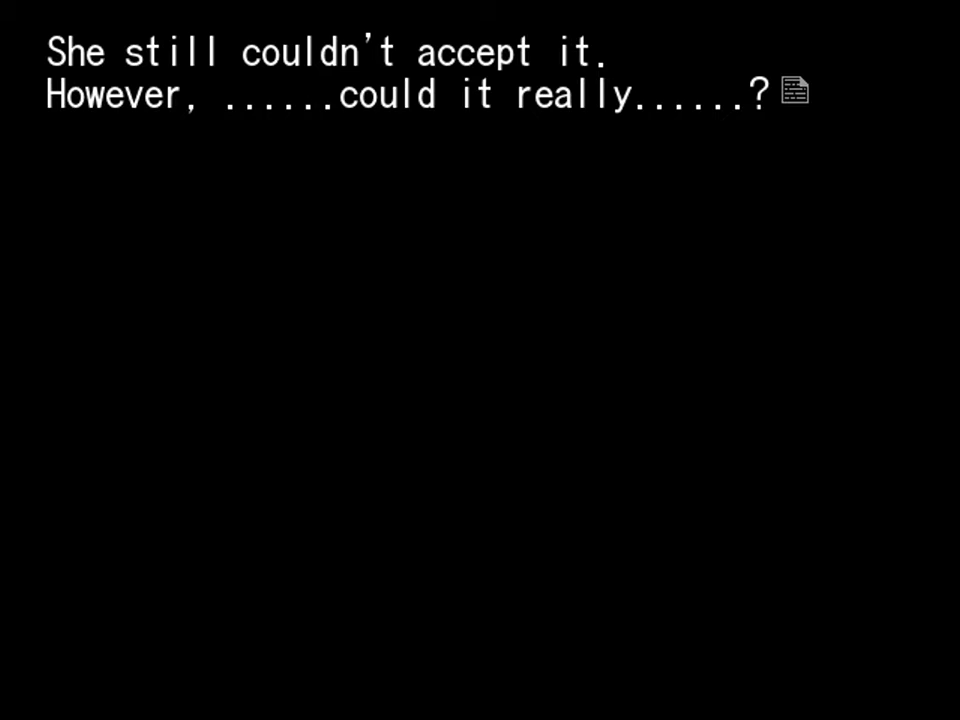 She still couldn't accept it.
However, ......could it really......?